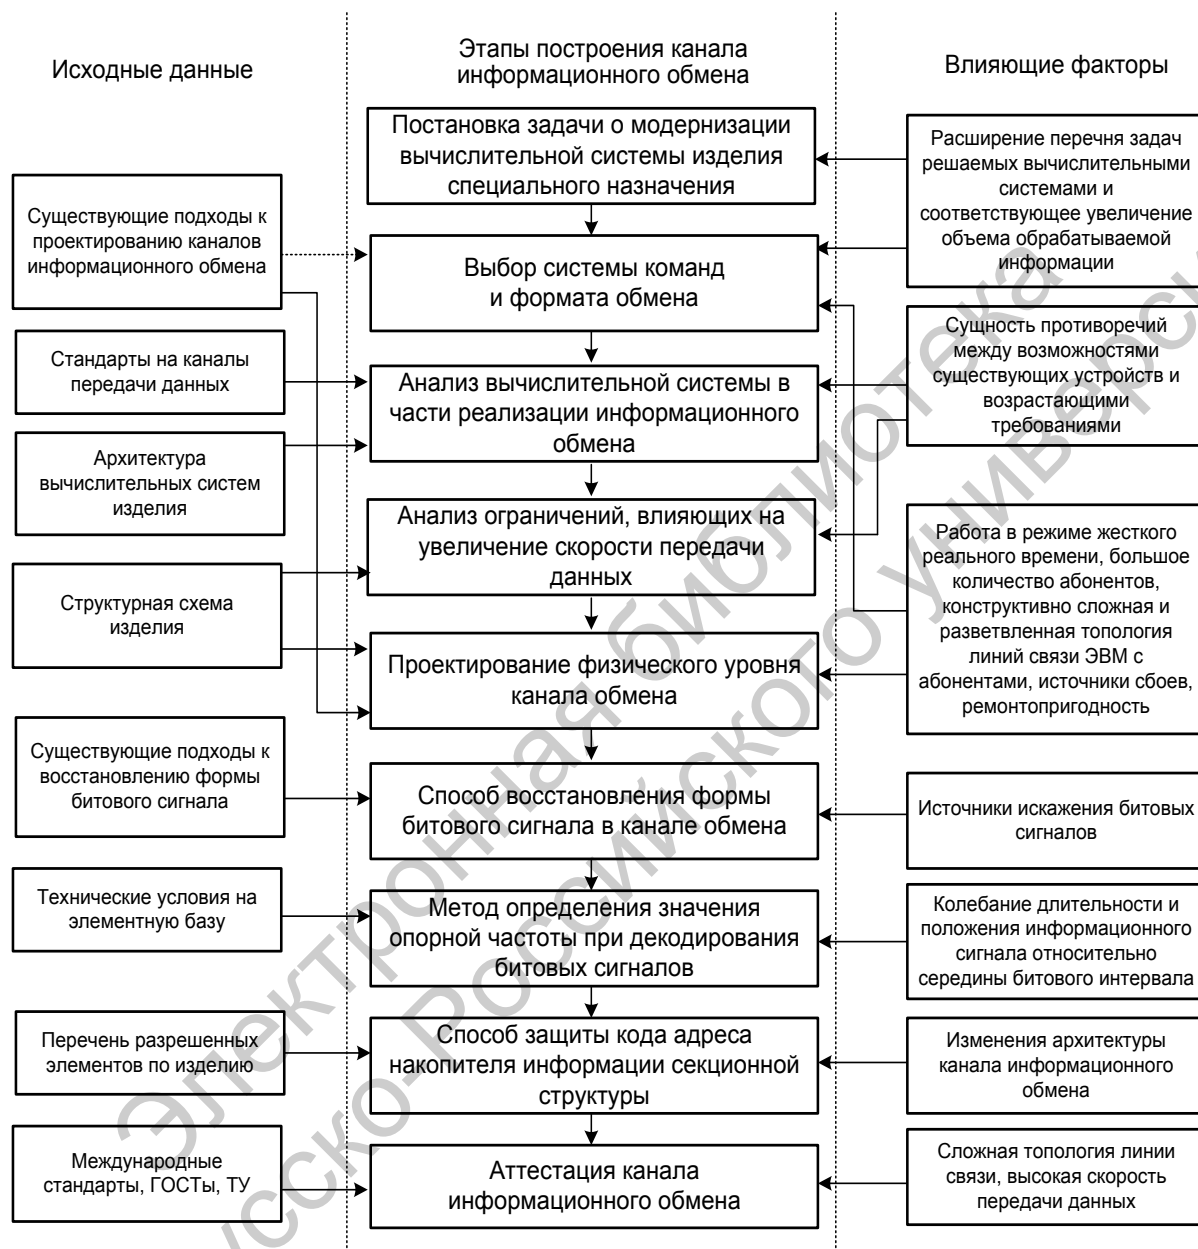 Исходные данные
Этапы построения канала
информационного обмена
Влияющие факторы
Существующие подходы к
проектированию каналов
информационного обмена
Стандарты на каналы
передачи данных
Архитектура
вычислительных систем
изделия
Структурная схема
изделия
Существующие подходы к
восстановлению формы
битового сигнала
Технические условия на
элементную базу
Перечень разрешенных
элементов по изделию
Международные
стандарты, ГОСТы, ТУ
Постановка задачи о модернизации
вычислительной системы изделия
специального назначения
Выбор системы команд
и формата обмена
Анализ вычислительной системы в
части реализации информационного
обмена
Анализ ограничений, влияющих на
увеличение скорости передачи
данных
Проектирование физического уровня
канала обмена
Способ восстановления формы
битового сигнала в канале обмена
Метод определения значения
опорной частоты при декодирования
битовых сигналов
Способ защиты кода адреса
накопителя информации секционной
структуры
Аттестация канала
информационного обмена
Расширение перечня задач
решаемых вычислительными
системами и
соответствующее увеличение
объема обрабатываемой
информации
Сущность противоречий
между возможностями
существующих устройств и
возрастающими
требованиями
Работа в режиме жесткого
реального времени, большое
количество абонентов,
конструктивно сложная и
разветвленная топология
линий связи ЭВМ с
абонентами, источники сбоев,
ремонтопригодность
Источники искажения битовых
сигналов
Колебание длительности и
положения информационного
сигнала относительно
середины битового интервала
Изменения архитектуры
канала информационного
обмена
Сложная топология линии
связи, высокая скорость
передачи данных
Электронная библиотека
Российского